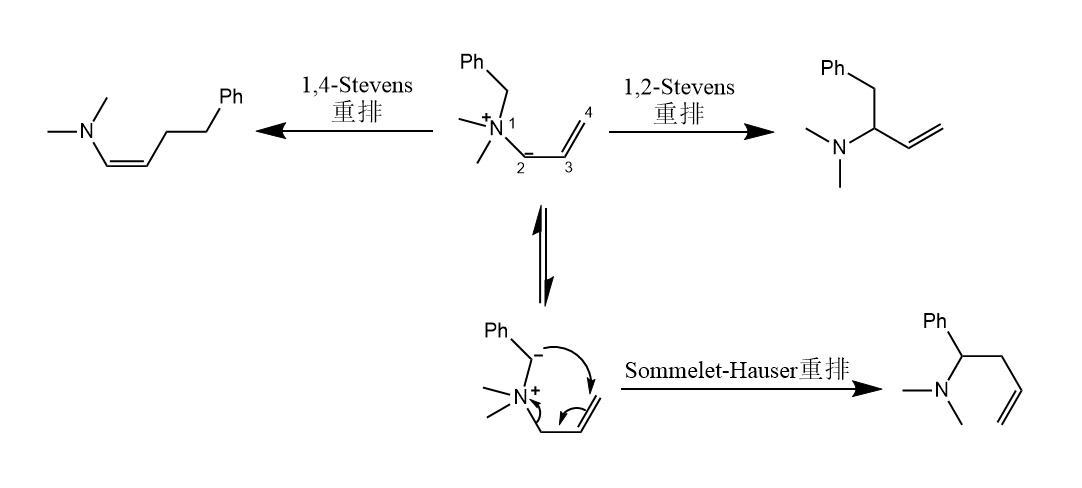 Ph
1,4-Stevens
重排
Ph
N
+
1
2
-
3
4
1,2-Stevens
重排
Ph
N
Ph
N
Ph
-
N
+
Sommelet-Hauser重排
Ph
N